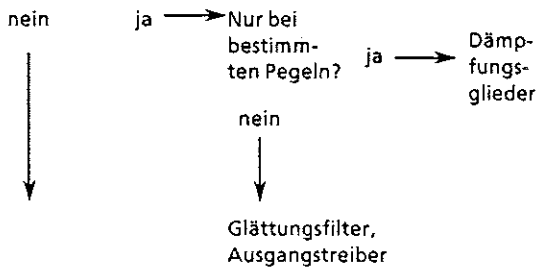 nein
ja
Nur bei
bestimm-
ten Pegeln?
ja
Dämp-
fungs-
glieder
nein
Glättungsfilter,
Ausgangstreiber